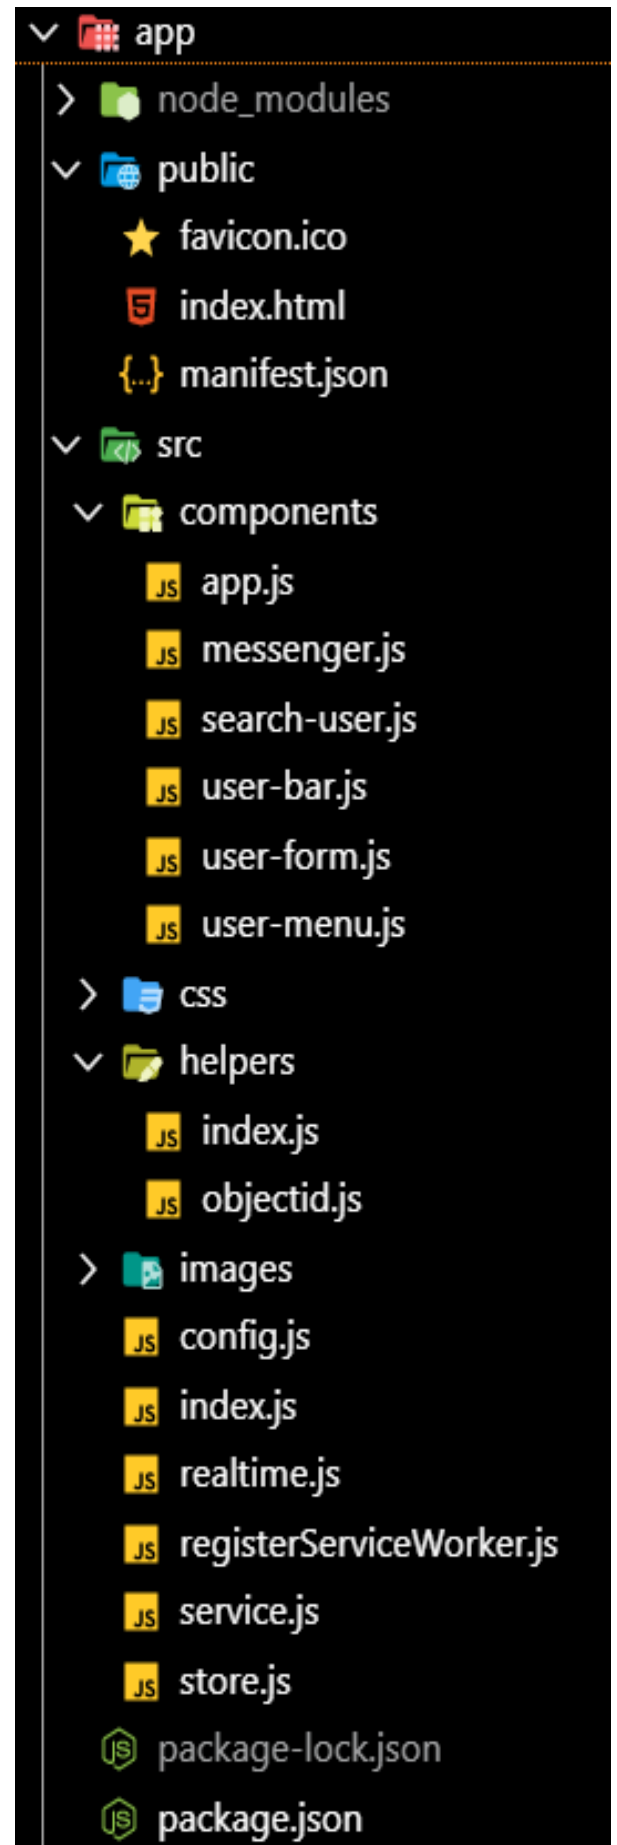 app
node_modules
public
favicon.ico
index.html
manifest.json
src
components
app.js
messenger.js
search-user.js
user-bar.js
user-form.js
user-menu.js
css
helpers
index.js
objectid.js
images
config.js
index.js
realtime.js
registerServiceWorker.js
service.js
store.js
package-lock.json
package.json